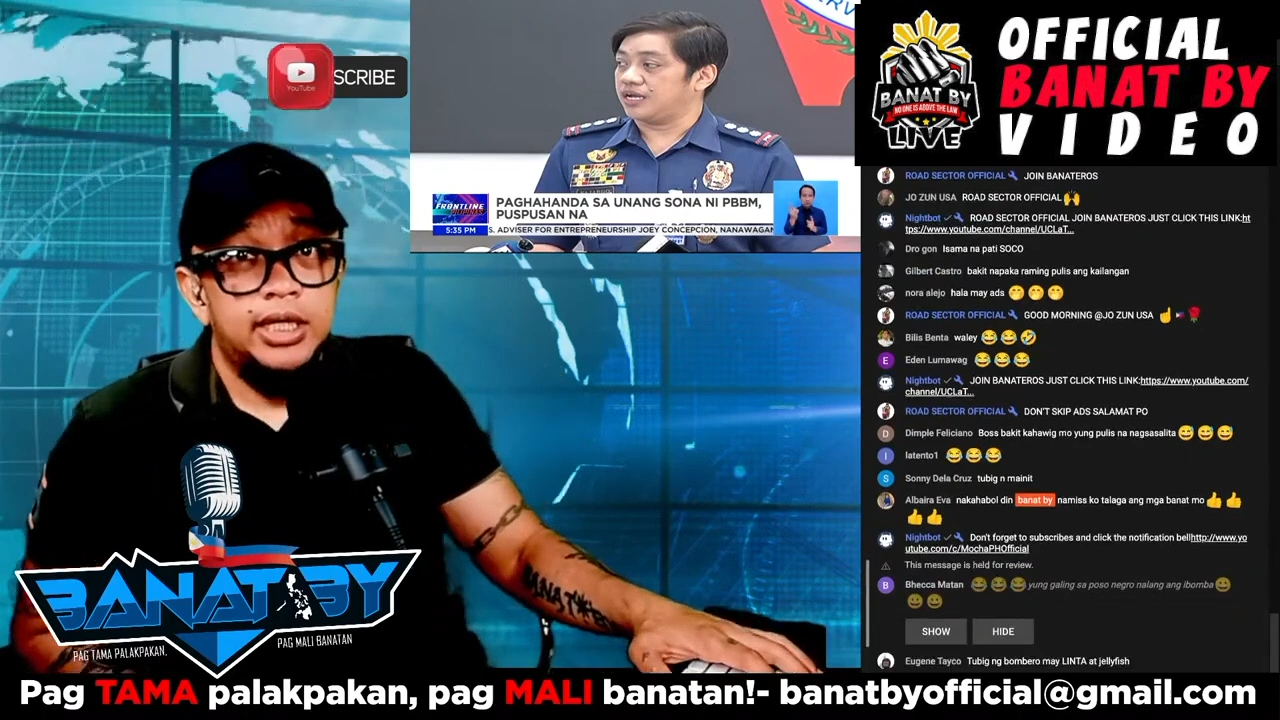 YouTube
SCRIBE
PAGHAHANDA SA UNANG SONA NI PBBM,
PUSPUSAN NA
FRONTLINE
PILIPINAS
5:35 PM
S. ADVISER FOR ENTREPRENEURSHIP JOEY CONCEPCION, NANAWAGAN
BANAT BY
NO ONE IS ABOVE THE LAW
LIVE
OFFICIAL
BANAT BY
VIDEO
ROAD SECTOR OFFICIAL JOIN BANATEROS
JO ZUN USA ROAD SECTOR OFFICIAL 🙌
Nightbot ROAD SECTOR OFFICIAL JOIN BANATEROS JUST CLICK THIS LINK:ht
tps://www.youtube.com/channel/UCLaT...
Dro gon Isama na pati SOCO
Gilbert Castro bakit napaka raming pulis ang kailangan
nora alejo hala may ads 🤭🤭🤭
ROAD SECTOR OFFICIAL GOOD MORNING @JO ZUN USA ☝️🇵🇭🌹
Bilis Benta waley 😂😂🤣
E Eden Lumawag 😂😂😂
Nightbot JOIN BANATEROS JUST CLICK THIS LINK:https://www.youtube.com/
channel/UCLaT...
ROAD SECTOR OFFICIAL DON'T SKIP ADS SALAMAT PO
D Dimple Feliciano Boss bakit kahawig mo yung pulis na nagsasalita 😅😅😅
I latento1 😂😂😂
S Sonny Dela Cruz tubig n mainit
Albaira Eva nakahabol din banat by namiss ko talaga ang mga banat mo 👍👍
👍👍
Nightbot Don't forget to subscribes and click the notification bell!http://www.yo
utube.com/c/MochaPHOfficial
This message is held for review.
B Bhecca Matan 😂😂😂 yung galing sa poso negro nalang ang ibomba 😀
😀😀
SHOW HIDE
Eugene Tayco Tubig ng bombero may LINTA at jellyfish
BANAT BY
BANAT BY
PAG TAMA PALAKPAKAN.
PAG MALI BANATAN
Pag TAMA palakpakan, pag MALI banatan!- banatbyofficial@gmail.com